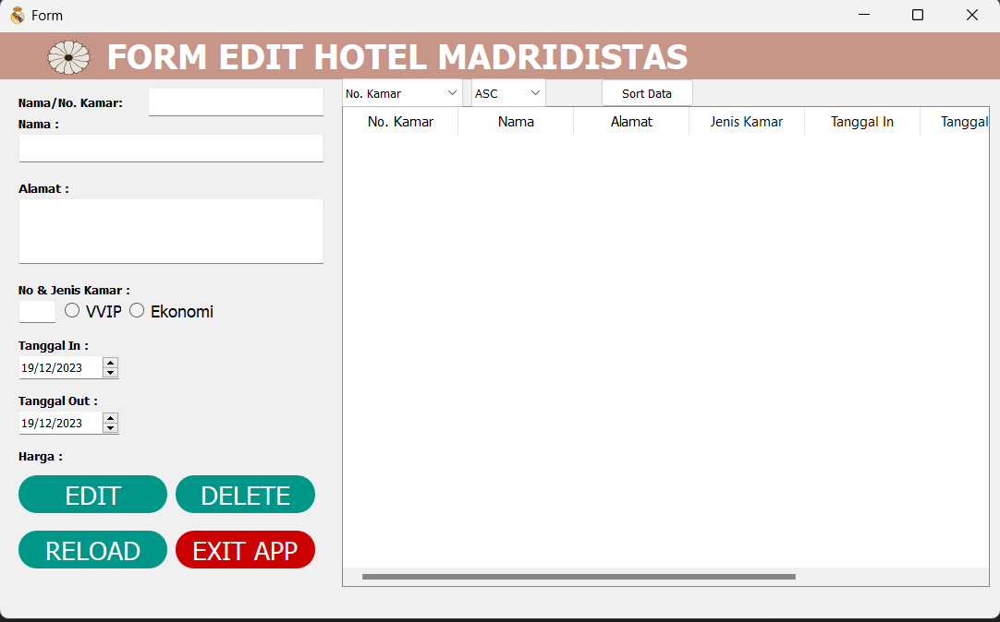 Form
FORM EDIT HOTEL MADRIDISTAS
Nama/No. Kamar:
Nama :
Alamat :
No & Jenis Kamar :
VVIP Ekonomi
Tanggal In :
19/12/2023
Tanggal Out :
19/12/2023
Harga :
EDIT DELETE
RELOAD EXIT APP
No. Kamar ASC Sort Data
No. Kamar Nama Alamat Jenis Kamar Tanggal In Tanggal